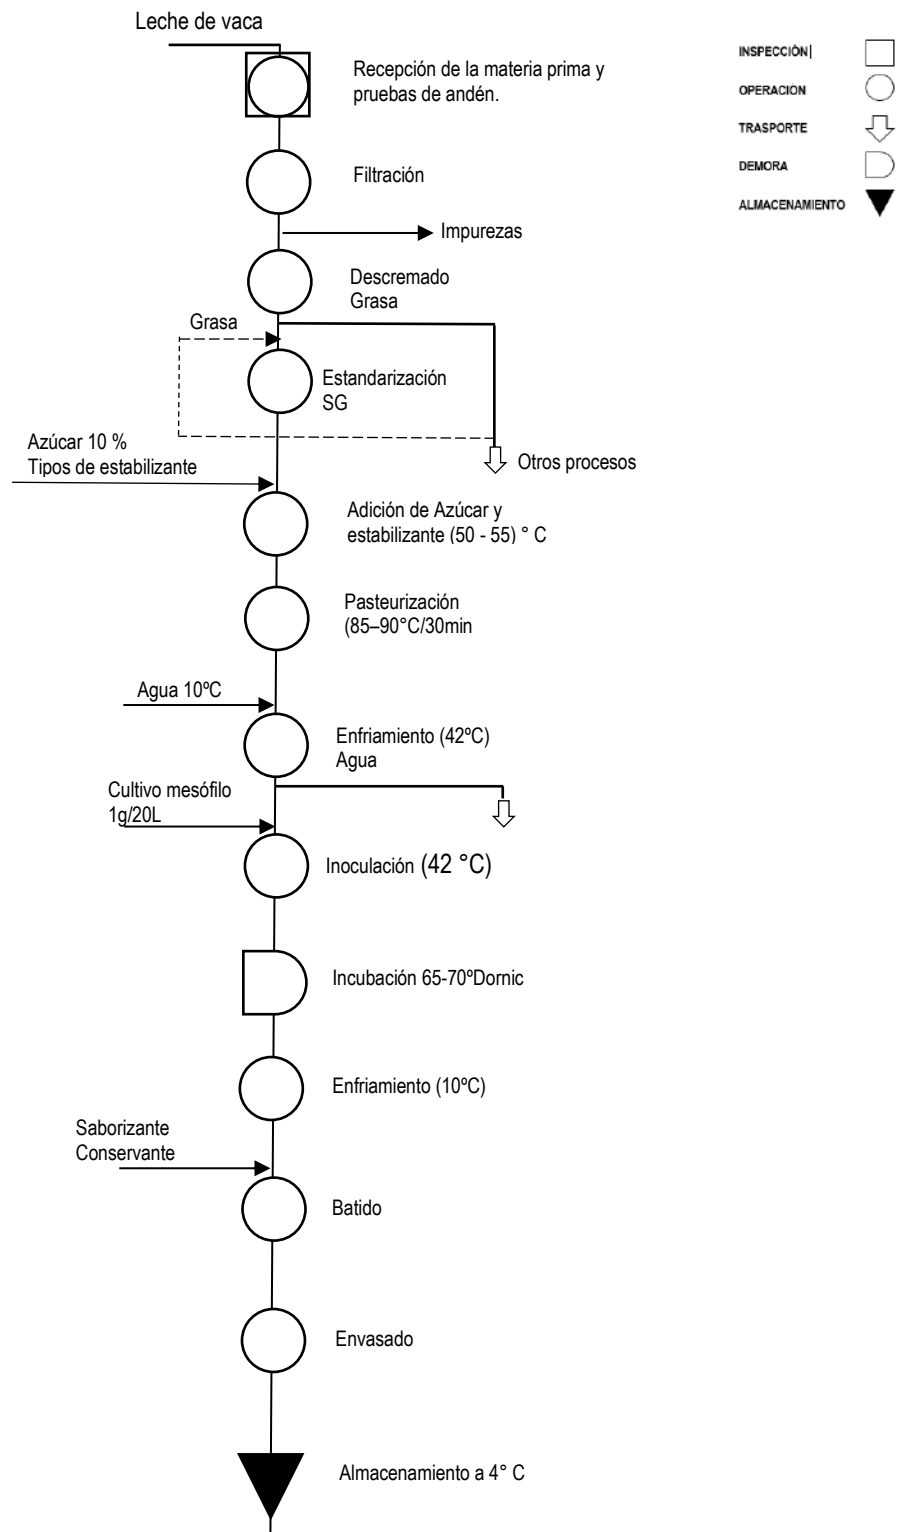 Leche de vaca
Recepción de la materia prima y
pruebas de andén.
INSPECCIÓN|
OPERACION
TRASPORTE
DEMORA
ALMACENAMIENTO
Filtración
Impurezas
Descremado
Grasa
Grasa
Estandarización
SG
Azúcar 10 %
Tipos de estabilizante
Otros procesos
Adición de Azúcar y
estabilizante (50 - 55) ° C
Pasteurización
(85–90°C/30min
Agua 10ºC
Enfriamiento (42ºC)
Agua
Cultivo mesófilo
1g/20L
Inoculación (42 °C)
Incubación 65-70ºDornic
Enfriamiento (10ºC)
Saborizante
Conservante
Batido
Envasado
Almacenamiento a 4° C